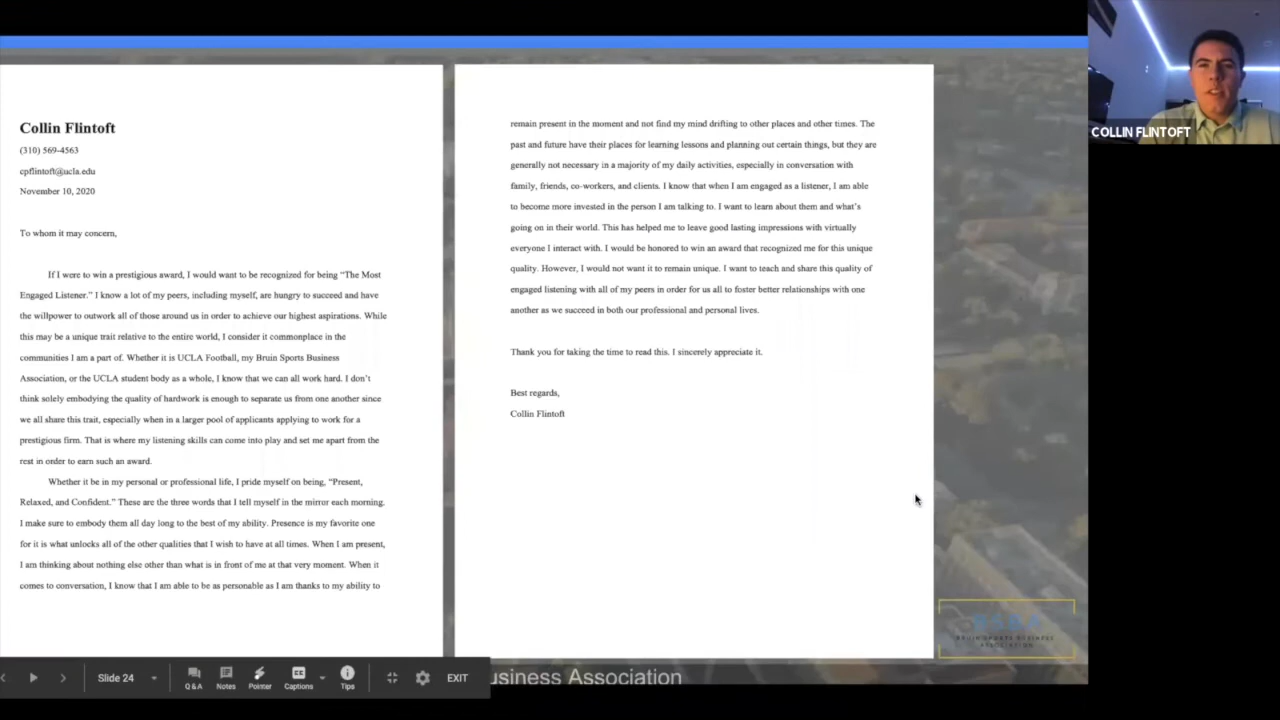 Collin Flintoft
(310) 569-4563
cpflintoft@ucla.edu
November 10, 2020
To whom it may concern,
If I were to win a prestigious award, I would want to be recognized for being “The Most
Engaged Listener.” I know a lot of my peers, including myself, are hungry to succeed and have
the willpower to outwork all of those around us in order to achieve our highest aspirations. While
this may be a unique trait relative to the entire world, I consider it commonplace in the
communities I am a part of. Whether it is UCLA Football, my Bruin Sports Business
Association, or the UCLA student body as a whole, I know that we can all work hard. I don’t
think solely embodying the quality of hardwork is enough to separate us from one another since
we all share this trait, especially when in a larger pool of applicants applying to work for a
prestigious firm. That is where my listening skills can come into play and set me apart from the
rest in order to earn such an award.
Whether it be in my personal or professional life, I pride myself on being, “Present,
Relaxed, and Confident.” These are the three words that I tell myself in the mirror each morning.
I make sure to embody them all day long to the best of my ability. Presence is my favorite one
for it is what unlocks all of the other qualities that I wish to have at all times. When I am present,
I am thinking about nothing else other than what is in front of me at that very moment. When it
comes to conversation, I know that I am able to be as personable as I am thanks to my ability to
remain present in the moment and not find my mind drifting to other places and other times. The
past and future have their places for learning lessons and planning out certain things, but they are
generally not necessary in a majority of my daily activities, especially in conversation with
family, friends, co-workers, and clients. I know that when I am engaged as a listener, I am able
to become more invested in the person I am talking to. I want to learn about them and what’s
going on in their world. This has helped me to leave good lasting impressions with virtually
everyone I interact with. I would be honored to win an award that recognized me for this unique
quality. However, I would not want it to remain unique. I want to teach and share this quality of
engaged listening with all of my peers in order for us all to foster better relationships with one
another as we succeed in both our professional and personal lives.
Thank you for taking the time to read this. I sincerely appreciate it.
Best regards,
Collin Flintoft
COLLIN FLINTOFT
BSBA
BRUIN SPORTS BUSINESS
ASSOCIATION
usiness Association
Slide 24
Q & A
Notes
Pointer
Captions
Tips
EXIT